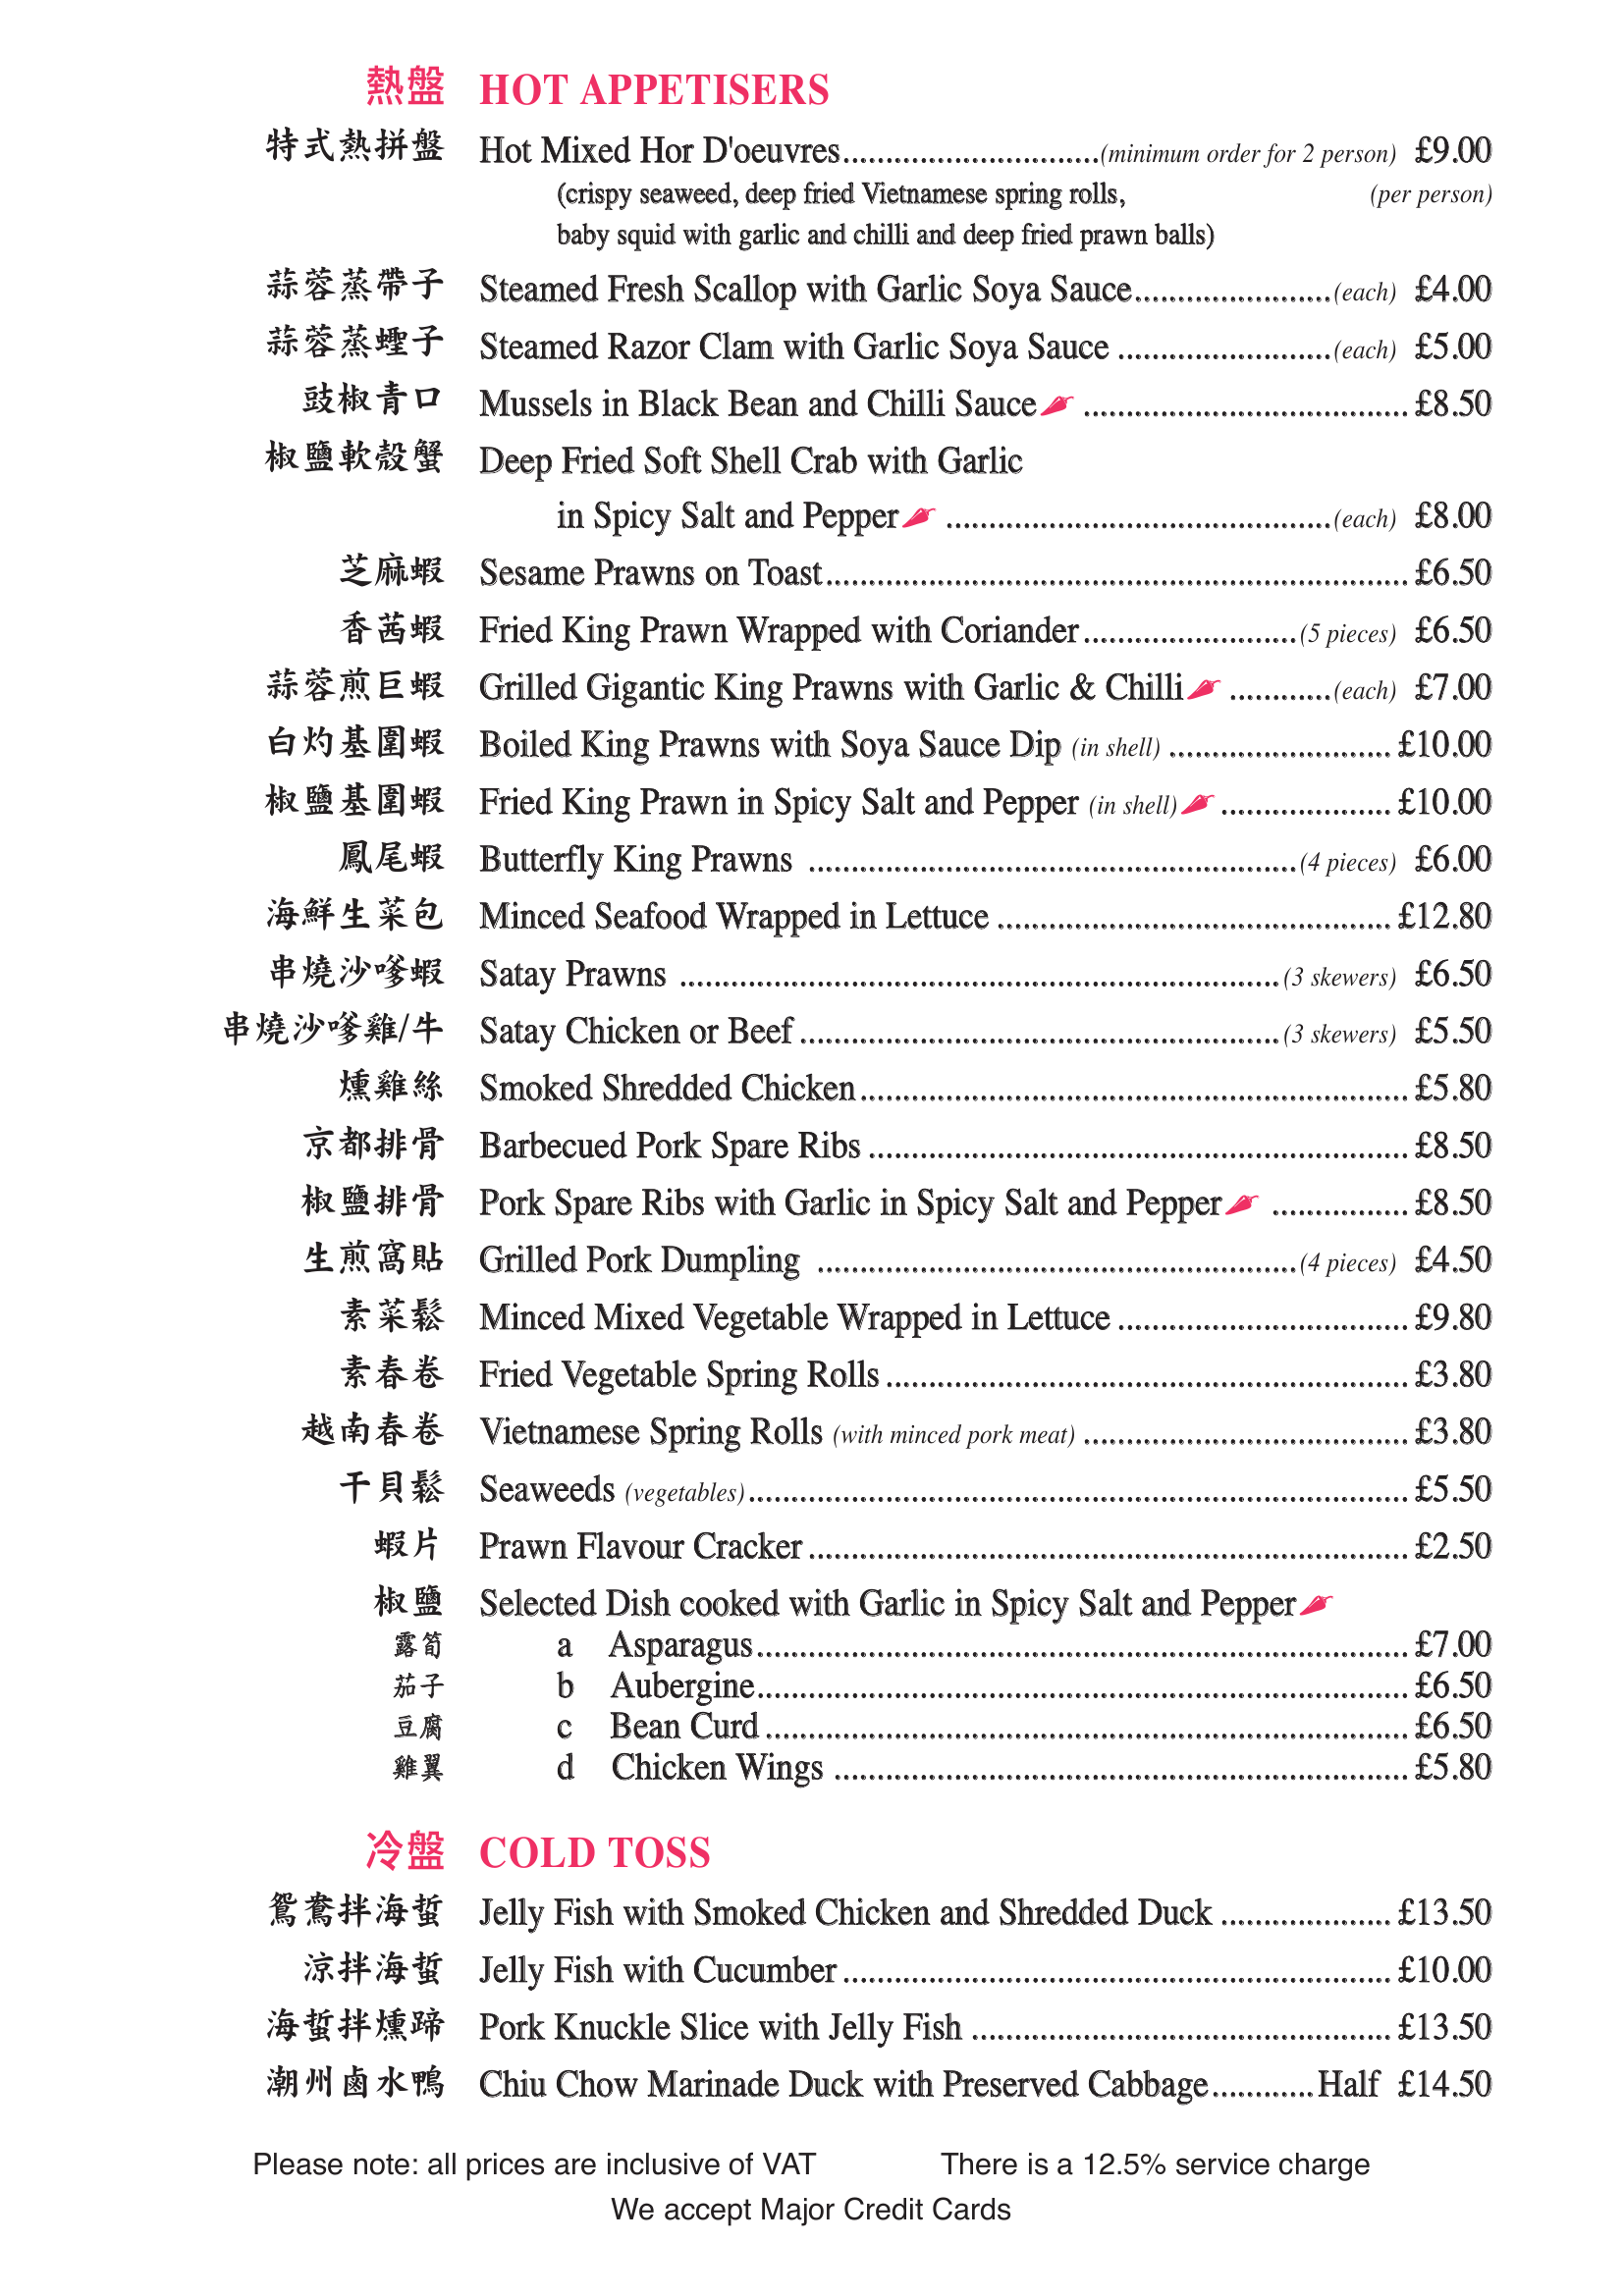 熱盤 HOT APPETISERS
特式熱拼盤 Hot Mixed Hor D'oeuvres..............................(minimum order for 2 person) £9.00
(crispy seaweed, deep fried Vietnamese spring rolls, (per person)
baby squid with garlic and chilli and deep fried prawn balls)
蒜蓉蒸帶子 Steamed Fresh Scallop with Garlic Soya Sauce.......................(each) £4.00
蒜蓉蒸蟶子 Steamed Razor Clam with Garlic Soya Sauce .........................(each) £5.00
豉椒青口 Mussels in Black Bean and Chilli Sauce ...................................... £8.50
椒鹽軟殼蟹 Deep Fried Soft Shell Crab with Garlic
in Spicy Salt and Pepper .............................................(each) £8.00
芝麻蝦 Sesame Prawns on Toast.................................................................... £6.50
香茜蝦 Fried King Prawn Wrapped with Coriander.........................(5 pieces) £6.50
蒜蓉煎巨蝦 Grilled Gigantic King Prawns with Garlic & Chilli ............(each) £7.00
白灼基圍蝦 Boiled King Prawns with Soya Sauce Dip (in shell) .......................... £10.00
椒鹽基圍蝦 Fried King Prawn in Spicy Salt and Pepper (in shell) .................... £10.00
鳳尾蝦 Butterfly King Prawns .........................................................(4 pieces) £6.00
海鮮生菜包 Minced Seafood Wrapped in Lettuce .............................................. £12.80
串燒沙嗲蝦 Satay Prawns ......................................................................(3 skewers) £6.50
串燒沙嗲雞/牛 Satay Chicken or Beef ........................................................(3 skewers) £5.50
燻雞絲 Smoked Shredded Chicken................................................................ £5.80
京都排骨 Barbecued Pork Spare Ribs ............................................................... £8.50
椒鹽排骨 Pork Spare Ribs with Garlic in Spicy Salt and Pepper ................ £8.50
生煎窩貼 Grilled Pork Dumpling ........................................................(4 pieces) £4.50
素菜鬆 Minced Mixed Vegetable Wrapped in Lettuce .................................. £9.80
素春卷 Fried Vegetable Spring Rolls ............................................................. £3.80
越南春卷 Vietnamese Spring Rolls (with minced pork meat) ...................................... £3.80
干貝鬆 Seaweeds (vegetables)............................................................................. £5.50
蝦片 Prawn Flavour Cracker ...................................................................... £2.50
椒鹽 Selected Dish cooked with Garlic in Spicy Salt and Pepper
露筍 a Asparagus............................................................................ £7.00
茄子 b Aubergine............................................................................ £6.50
豆腐 c Bean Curd ........................................................................... £6.50
雞翼 d Chicken Wings ................................................................... £5.80
冷盤 COLD TOSS
鴛鴦拌海蜇 Jelly Fish with Smoked Chicken and Shredded Duck .................... £13.50
涼拌海蜇 Jelly Fish with Cucumber ................................................................ £10.00
海蜇拌燻蹄 Pork Knuckle Slice with Jelly Fish ................................................. £13.50
潮州鹵水鴨 Chiu Chow Marinade Duck with Preserved Cabbage............ Half £14.50
Please note: all prices are inclusive of VAT There is a 12.5% service charge
We accept Major Credit Cards